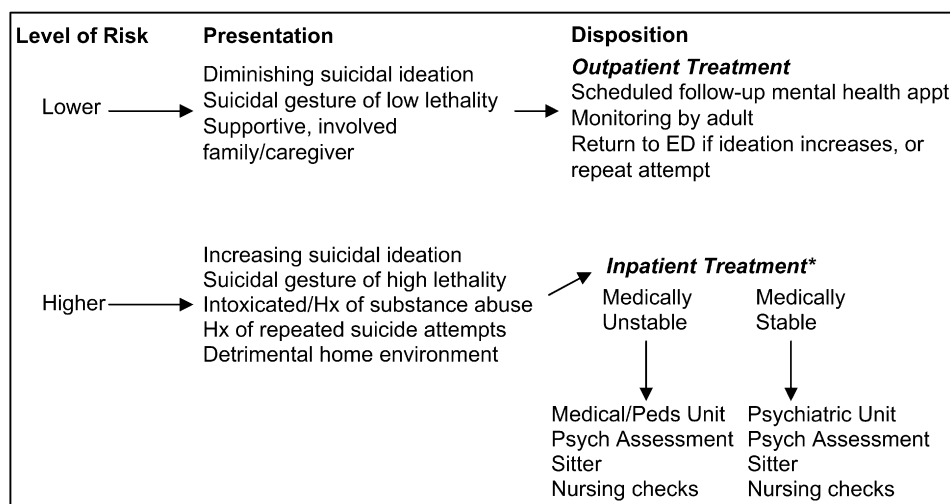 Level of Risk
Presentation
Disposition
Lower
Diminishing suicidal ideation
Suicidal gesture of low lethality
Supportive, involved
family/caregiver
Outpatient Treatment
Scheduled follow-up mental health appt
Monitoring by adult
Return to ED if ideation increases, or
repeat attempt
Higher
Increasing suicidal ideation
Suicidal gesture of high lethality
Intoxicated/Hx of substance abuse
Hx of repeated suicide attempts
Detrimental home environment
Inpatient Treatment*
Medically
Unstable
Medical/Peds Unit
Psych Assessment
Sitter
Nursing checks
Medically
Stable
Psychiatric Unit
Psych Assessment
Sitter
Nursing checks